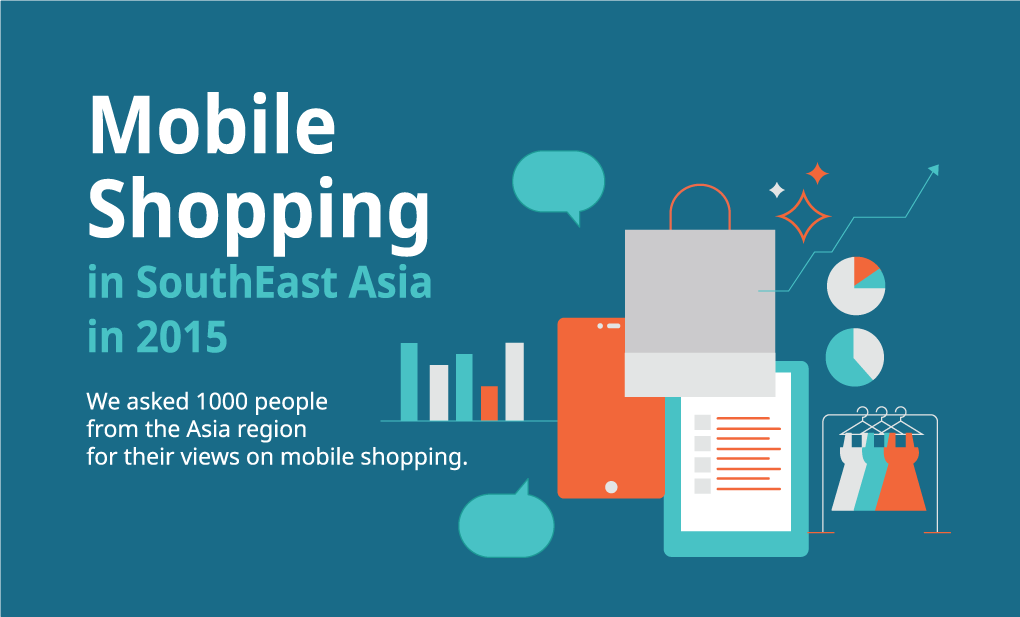 Mobile
Shopping
in SouthEast Asia
in 2015
We asked 1000 people
from the Asia region
for their views on mobile shopping.